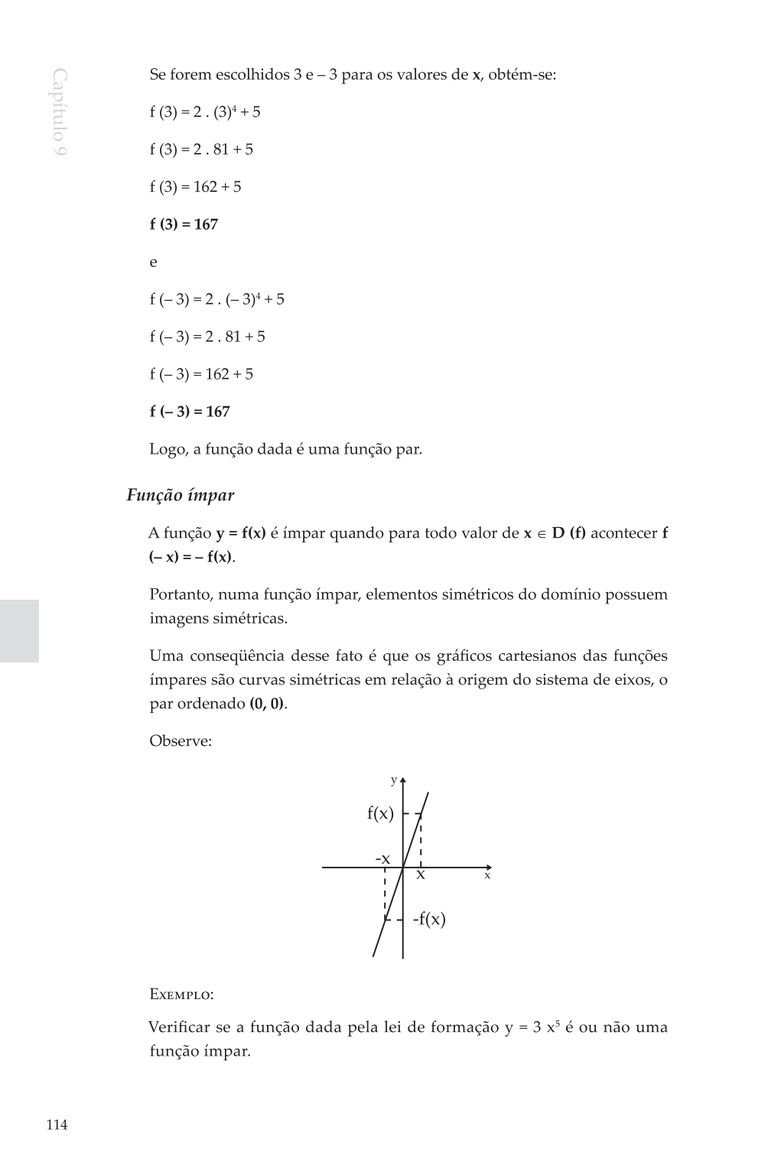 Capítulo 9
Se forem escolhidos 3 e – 3 para os valores de x, obtém-se:
f (3) = 2 . (3)⁴ + 5
f (3) = 2 . 81 + 5
f (3) = 162 + 5
f (3) = 167
e
f (– 3) = 2 . (– 3)⁴ + 5
f (– 3) = 2 . 81 + 5
f (– 3) = 162 + 5
f (– 3) = 167
Logo, a função dada é uma função par.
Função ímpar
A função y = f(x) é ímpar quando para todo valor de x ∈ D (f) acontecer f
(– x) = – f(x).
Portanto, numa função ímpar, elementos simétricos do domínio possuem
imagens simétricas.
Uma conseqüência desse fato é que os gráficos cartesianos das funções
ímpares são curvas simétricas em relação à origem do sistema de eixos, o
par ordenado (0, 0).
Observe:
y
f(x)
-x
x
x
-f(x)
Exemplo:
Verificar se a função dada pela lei de formação y = 3 x⁵ é ou não uma
função ímpar.
114